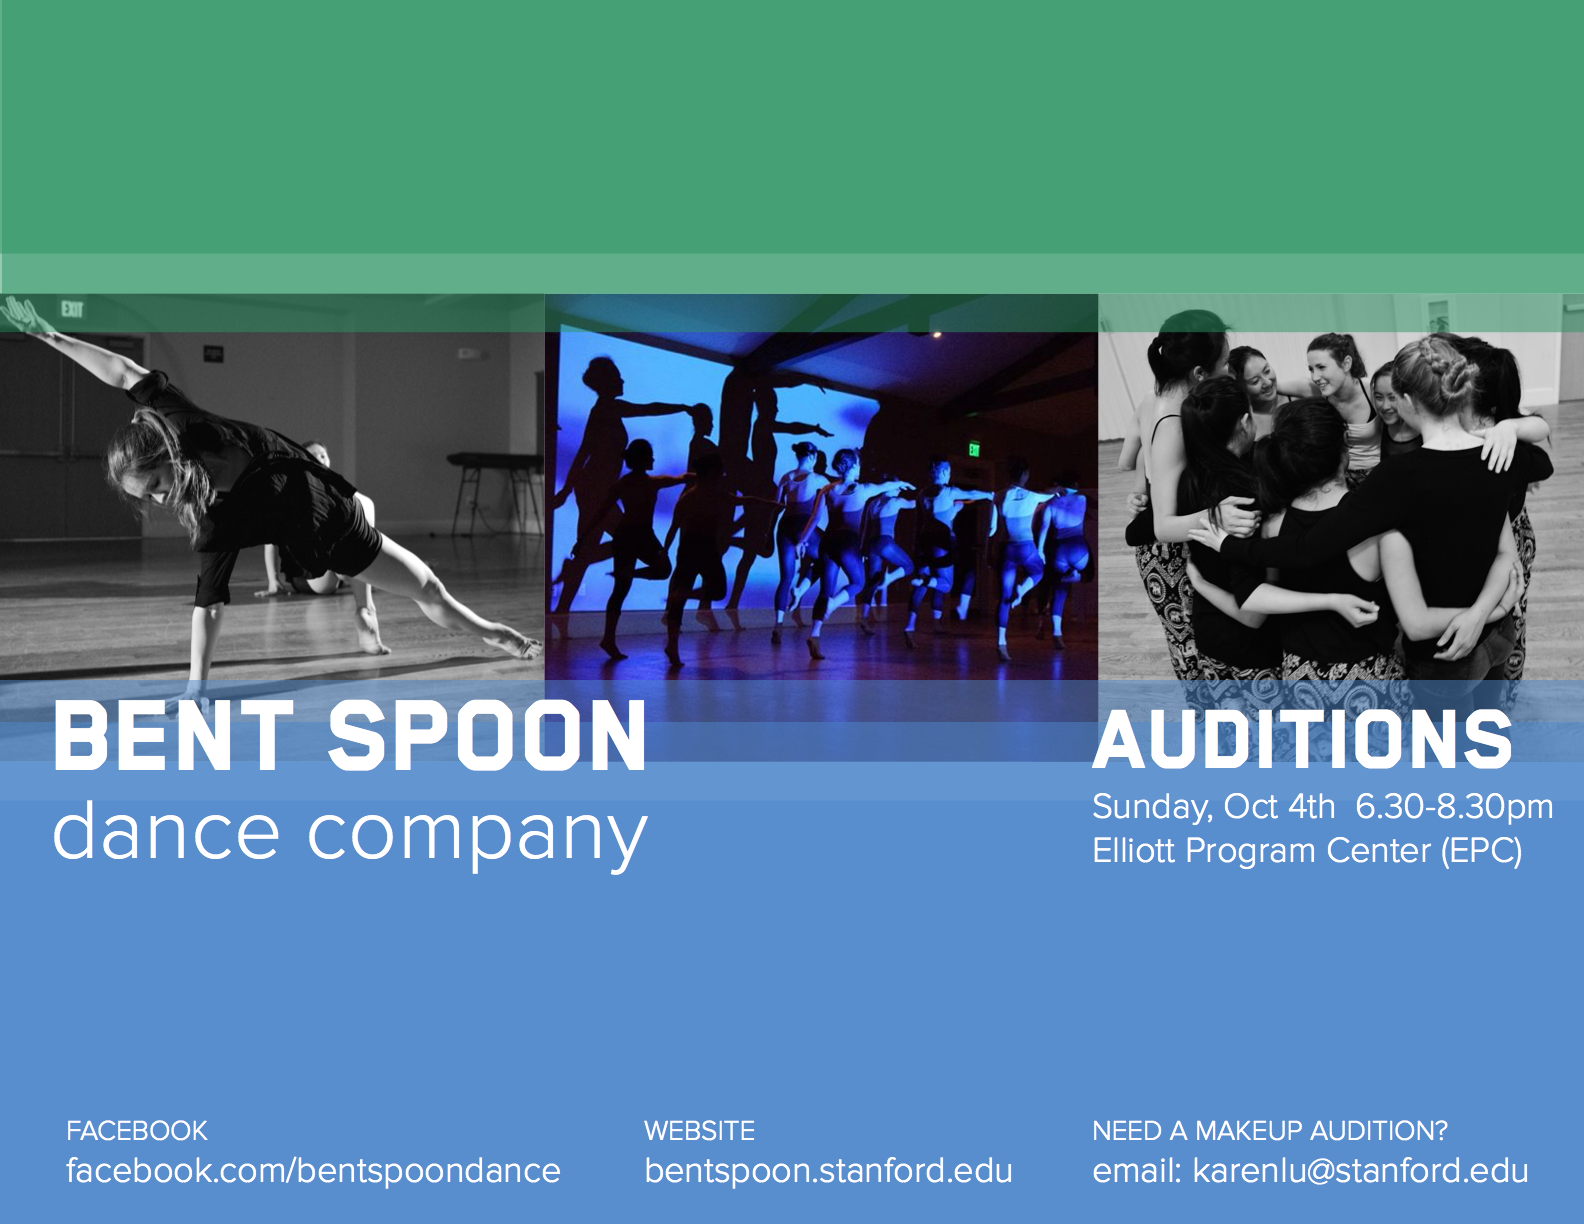 EXIT
EXIT
BENT SPOON
dance company
AUDITIONS
Sunday, Oct 4th 6.30-8.30pm
Elliott Program Center (EPC)
FACEBOOK
facebook.com/bentspoondance
WEBSITE
bentspoon.stanford.edu
NEED A MAKEUP AUDITION?
email: karenlu@stanford.edu